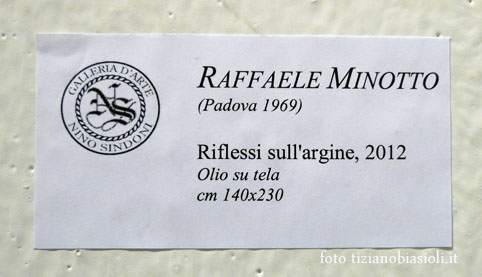 GALLERIA D'ARTE
NS
NINO SINDONI
RAFFAELE MINOTTO
(Padova 1969)
Riflessi sull'argine, 2012
Olio su tela
cm 140x230
foto tizianobiasioli.it